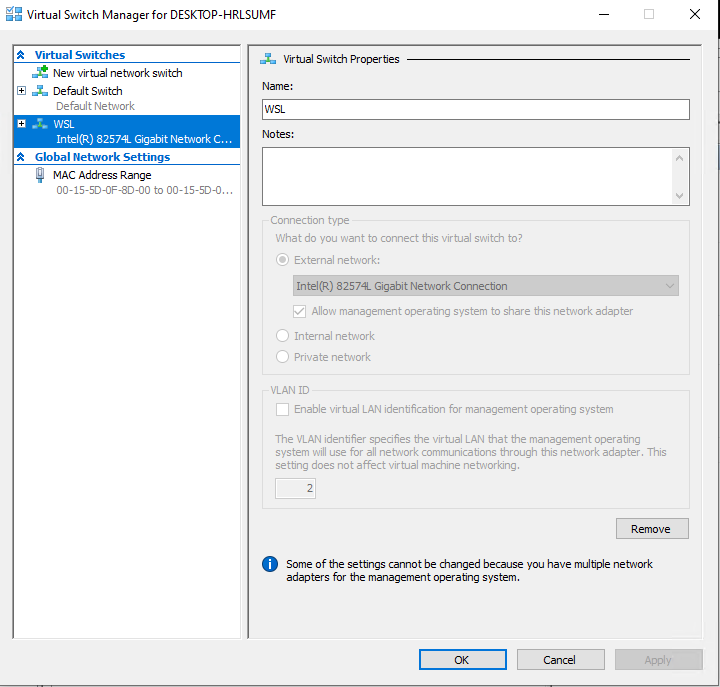 Virtual Switch Manager for DESKTOP-HRLSUMF
Virtual Switches
New virtual network switch
Default Switch
Default Network
WSL
Intel(R) 82574L Gigabit Network C...
Global Network Settings
MAC Address Range
00-15-5D-0F-8D-00 to 00-15-5D-0...
Virtual Switch Properties
Name:
WSL
Notes:
Connection type
What do you want to connect this virtual switch to?
External network:
Intel(R) 82574L Gigabit Network Connection
Allow management operating system to share this network adapter
Internal network
Private network
VLAN ID
Enable virtual LAN identification for management operating system
The VLAN identifier specifies the virtual LAN that the management operating
system will use for all network communications through this network adapter. This
setting does not affect virtual machine networking.
2
Remove
Some of the settings cannot be changed because you have multiple network
adapters for the management operating system.
OK
Cancel
Apply